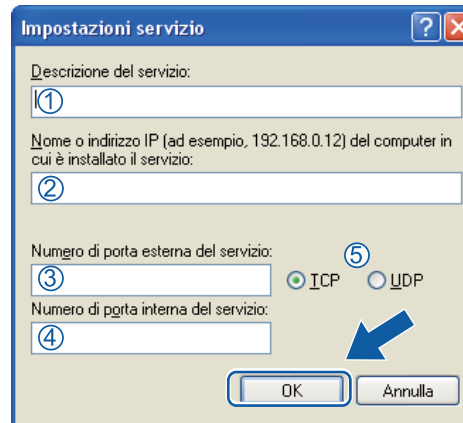 Impostazioni servizio
Descrizione del servizio:
①
Nome o indirizzo IP (ad esempio, 192.168.0.12) del computer in
cui è installato il servizio:
②
Numero di porta esterna del servizio:
③
⑤
TCP
UDP
Numero di porta interna del servizio:
④
OK
Annulla